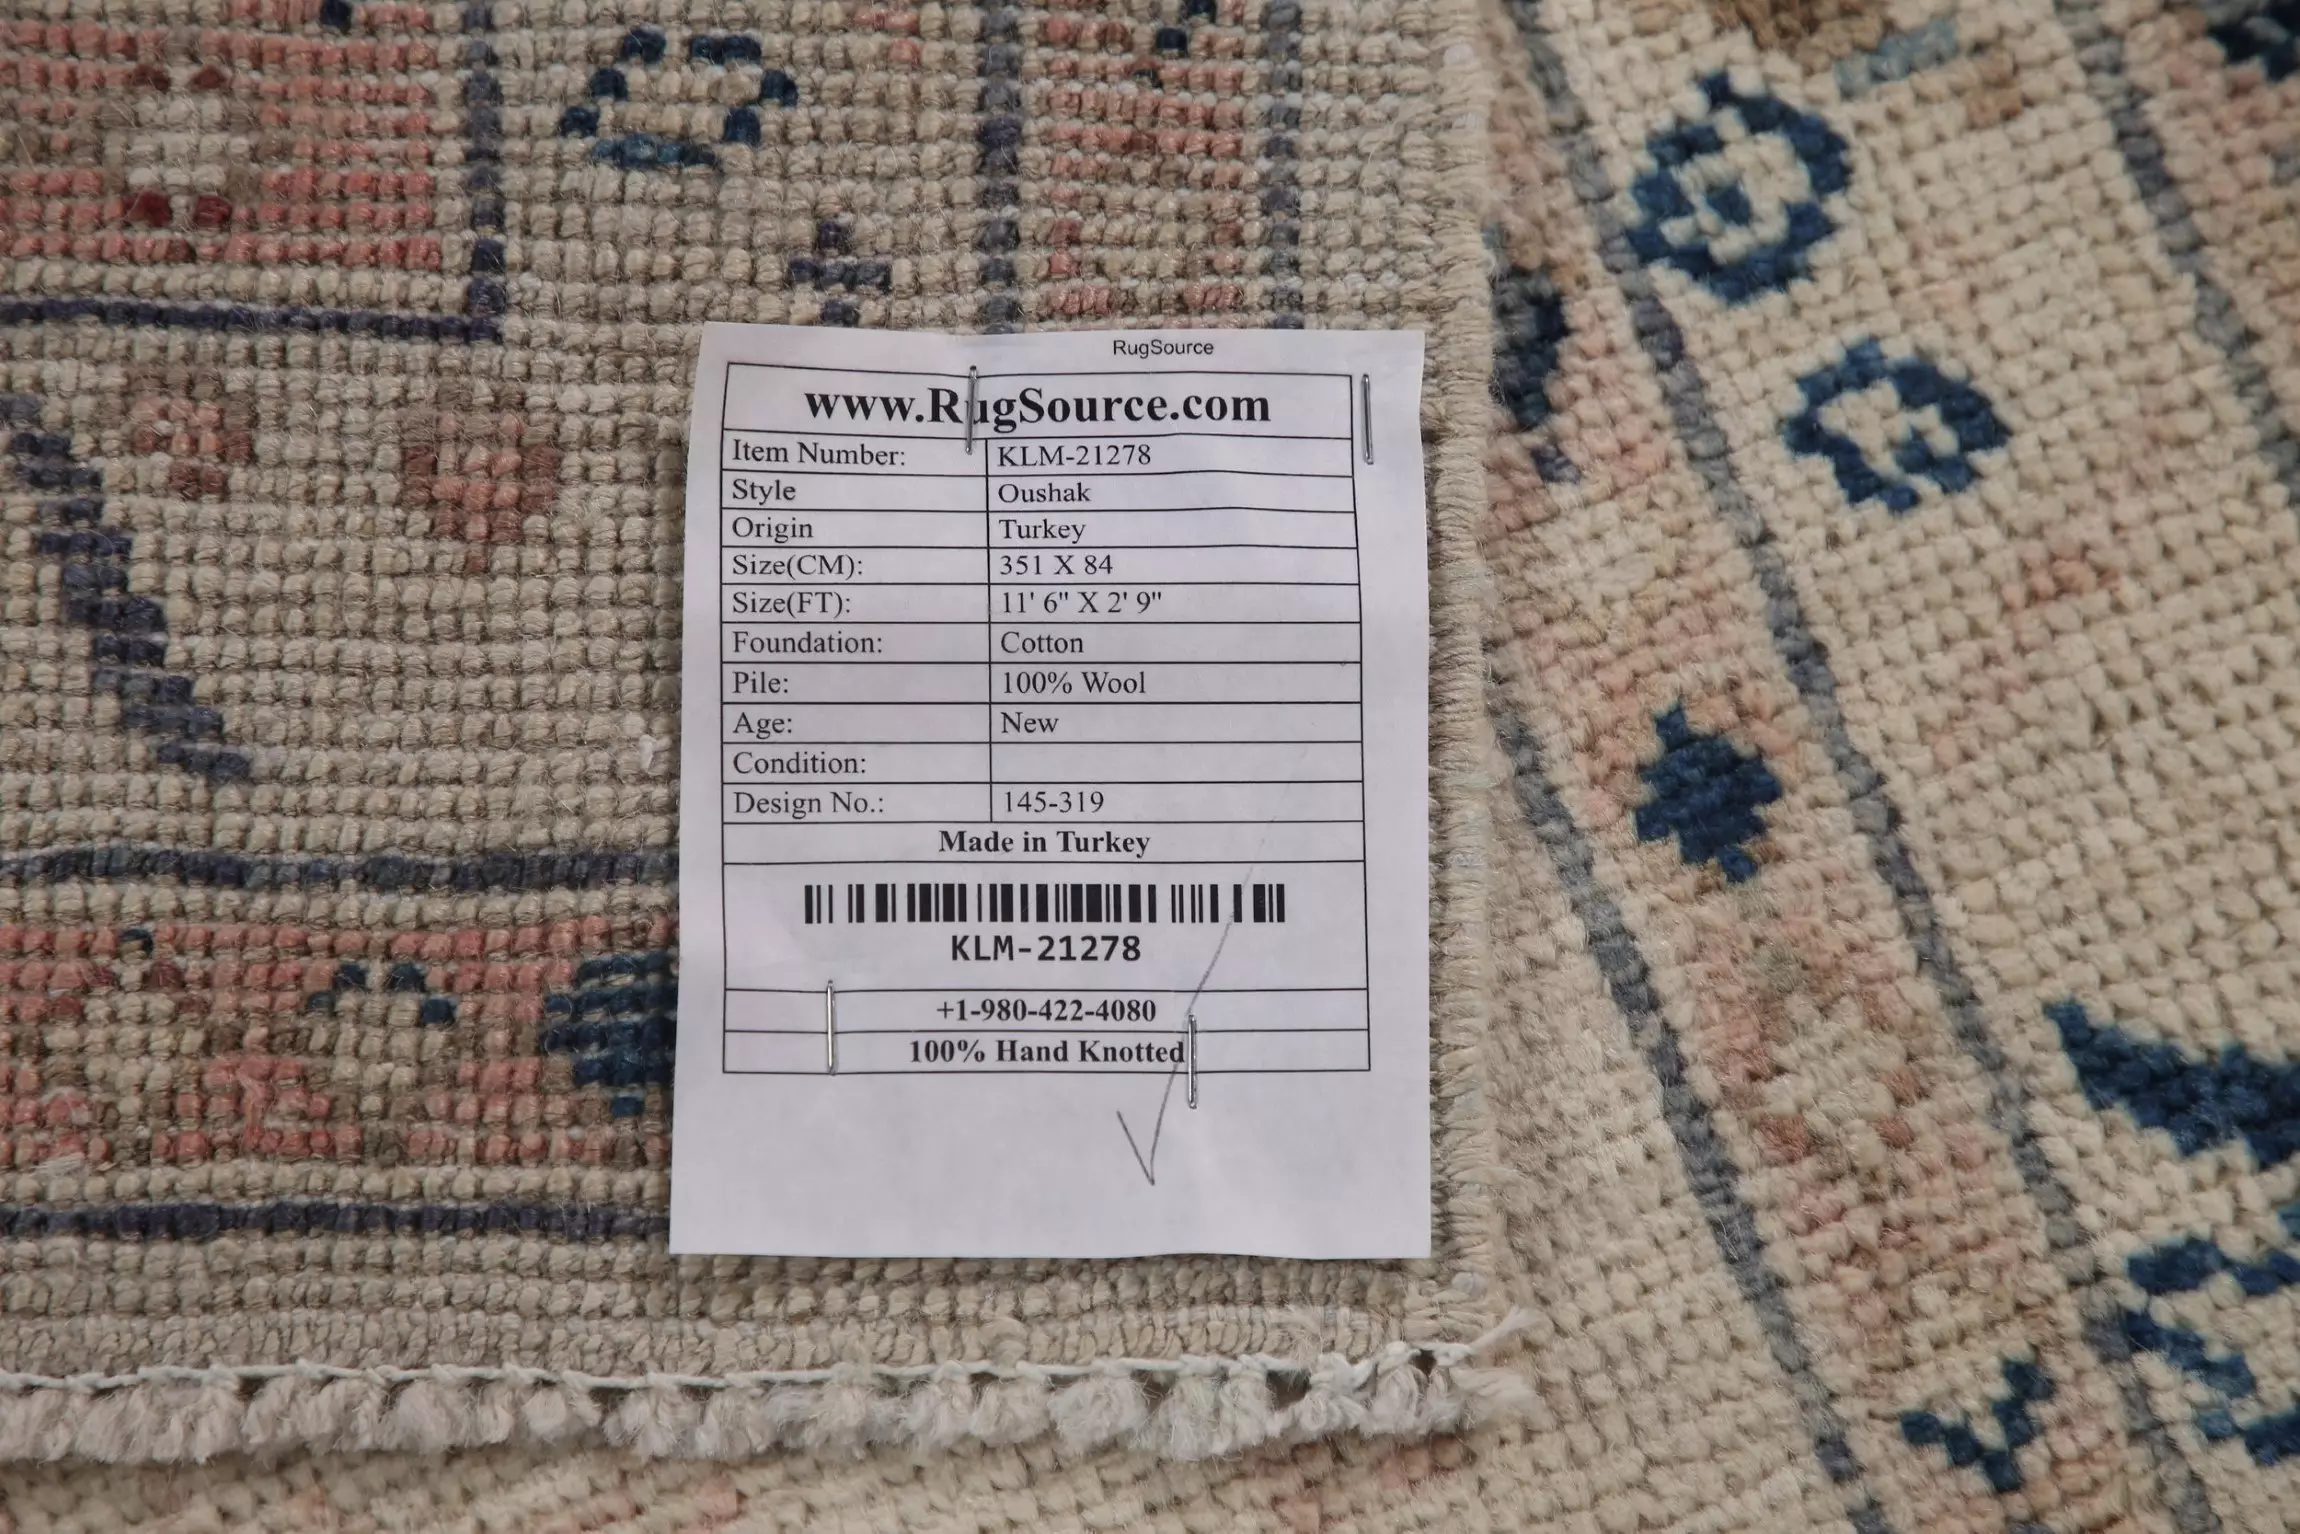 RugSource
www.RugSource.com
Item Number: KLM-21278
Style Oushak
Origin Turkey
Size(CM): 351 X 84
Size(FT): 11' 6" X 2' 9"
Foundation: Cotton
Pile: 100% Wool
Age: New
Condition:
Design No.: 145-319
Made in Turkey
KLM-21278
+1-980-422-4080
100% Hand Knotted